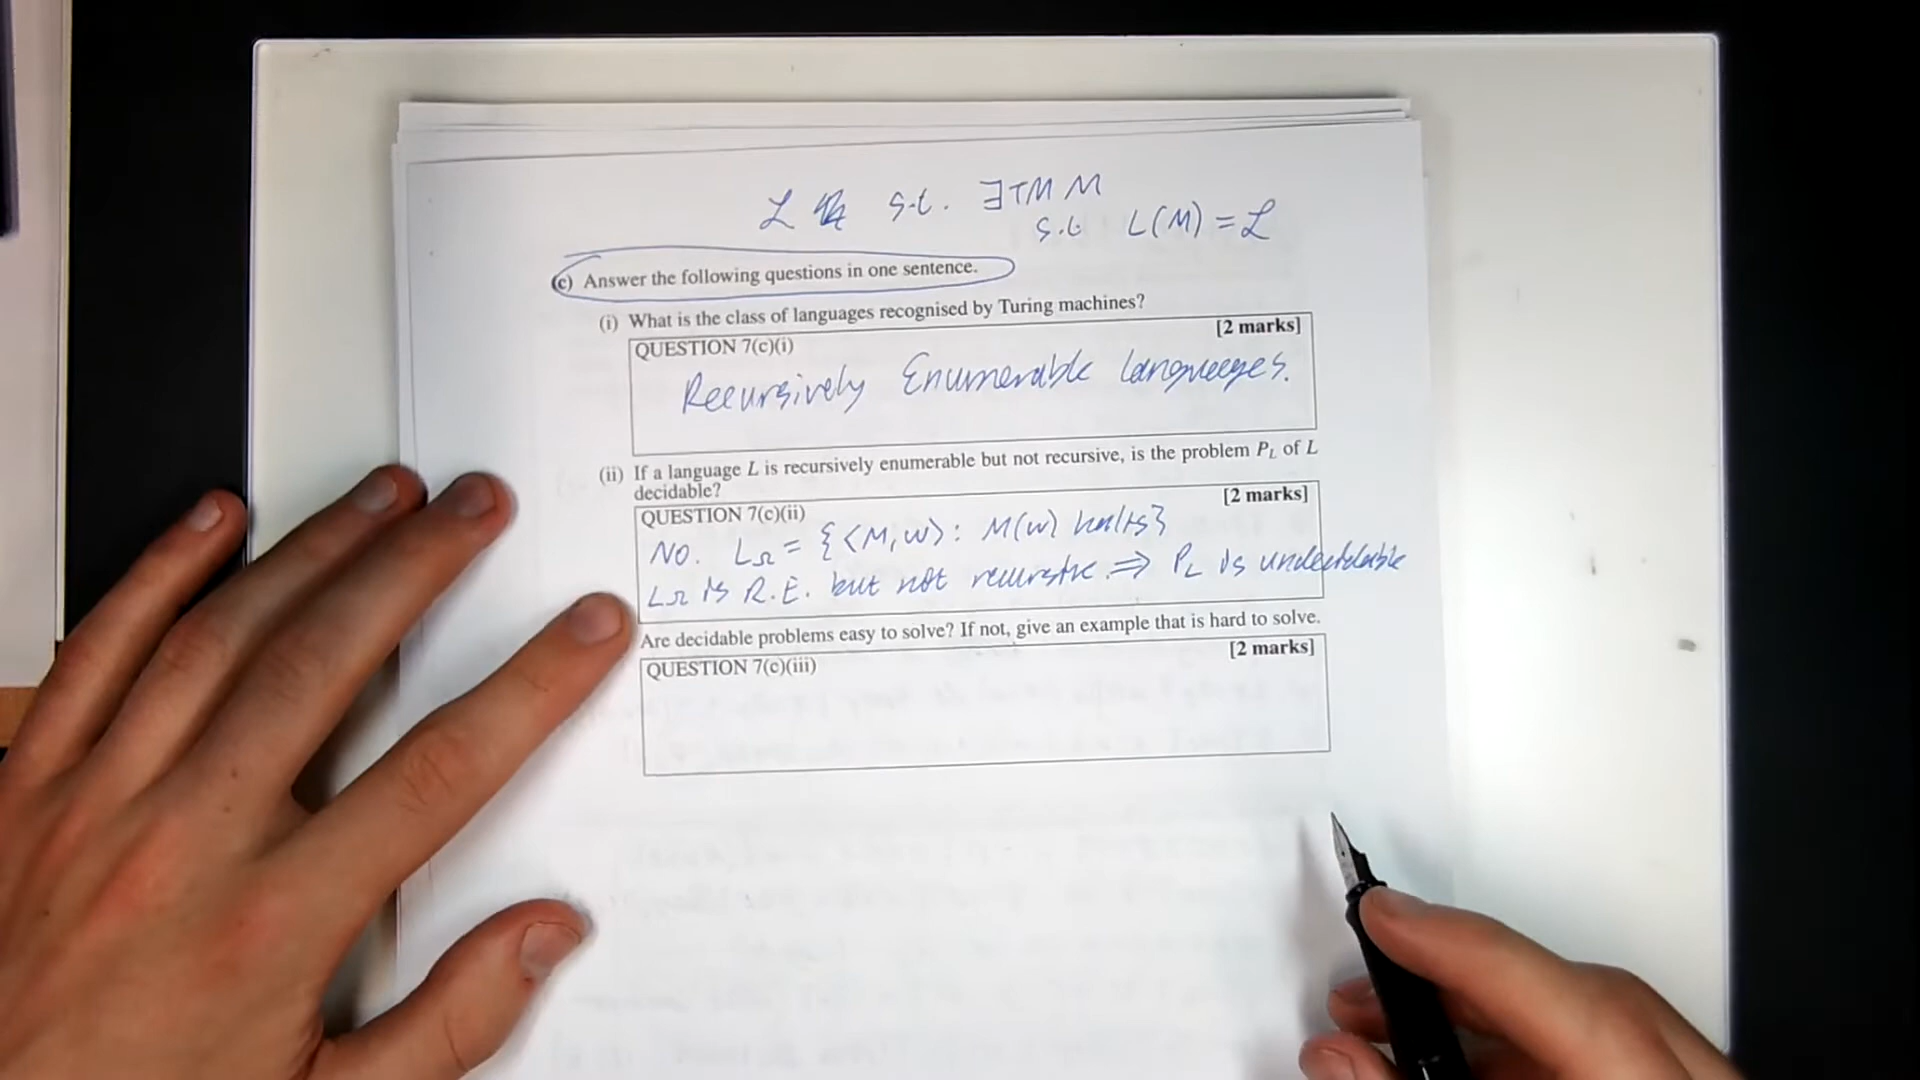 L s.t. ∃TM M
s.t. L(M) = L
(c) Answer the following questions in one sentence.
(i) What is the class of languages recognised by Turing machines?
[2 marks]
QUESTION 7(c)(i)
Recursively Enumerable languages.
(ii) If a language L is recursively enumerable but not recursive, is the problem P_L of L
decidable?
[2 marks]
QUESTION 7(c)(ii)
NO. L_Ω = {<M,w>: M(w) halts}
L_Ω is R.E. but not recursive. ⇒ P_L is undecidable
Are decidable problems easy to solve? If not, give an example that is hard to solve.
[2 marks]
QUESTION 7(c)(iii)